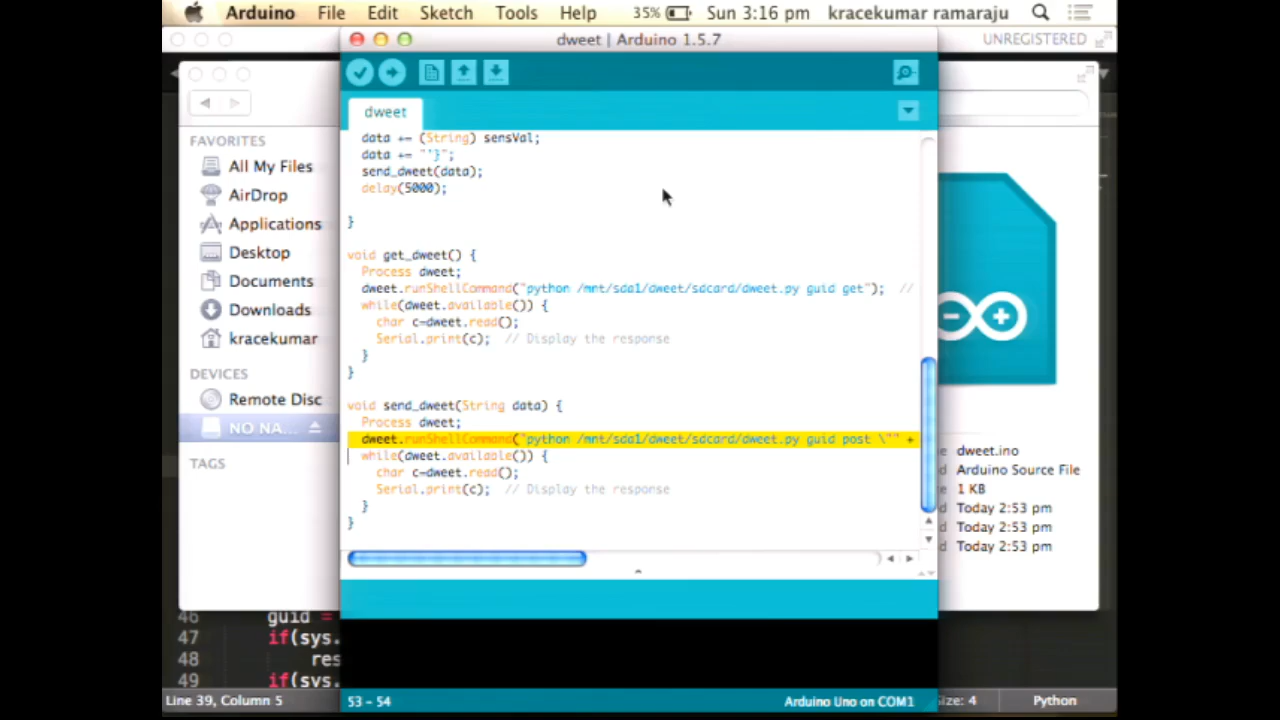 Arduino File Edit Sketch Tools Help 35% Sun 3:16 pm kracekumar ramaraju
dweet | Arduino 1.5.7
UNREGISTERED
dweet
FAVORITES
All My Files
AirDrop
Applications
Desktop
Documents
Downloads
kracekumar
DEVICES
Remote Disc
NO NA...
TAGS
data += (String) sensVal;
data += "'}";
send_dweet(data);
delay(5000);
}
void get_dweet() {
Process dweet;
dweet.runShellCommand("python /mnt/sda1/dweet/sdcard/dweet.py guid get"); //
while(dweet.available()) {
char c=dweet.read();
Serial.print(c); // Display the response
}
}
void send_dweet(String data) {
Process dweet;
dweet.runShellCommand("python /mnt/sda1/dweet/sdcard/dweet.py guid post \"" +
while(dweet.available()) {
char c=dweet.read();
Serial.print(c); // Display the response
}
}
dweet.ino
Arduino Source File
1 KB
Today 2:53 pm
Today 2:53 pm
Today 2:53 pm
46 guid =
47 if(sys.
48 res
49 if(sys.
Line 39, Column 5
53 - 54
Arduino Uno on COM1
Size: 4
Python